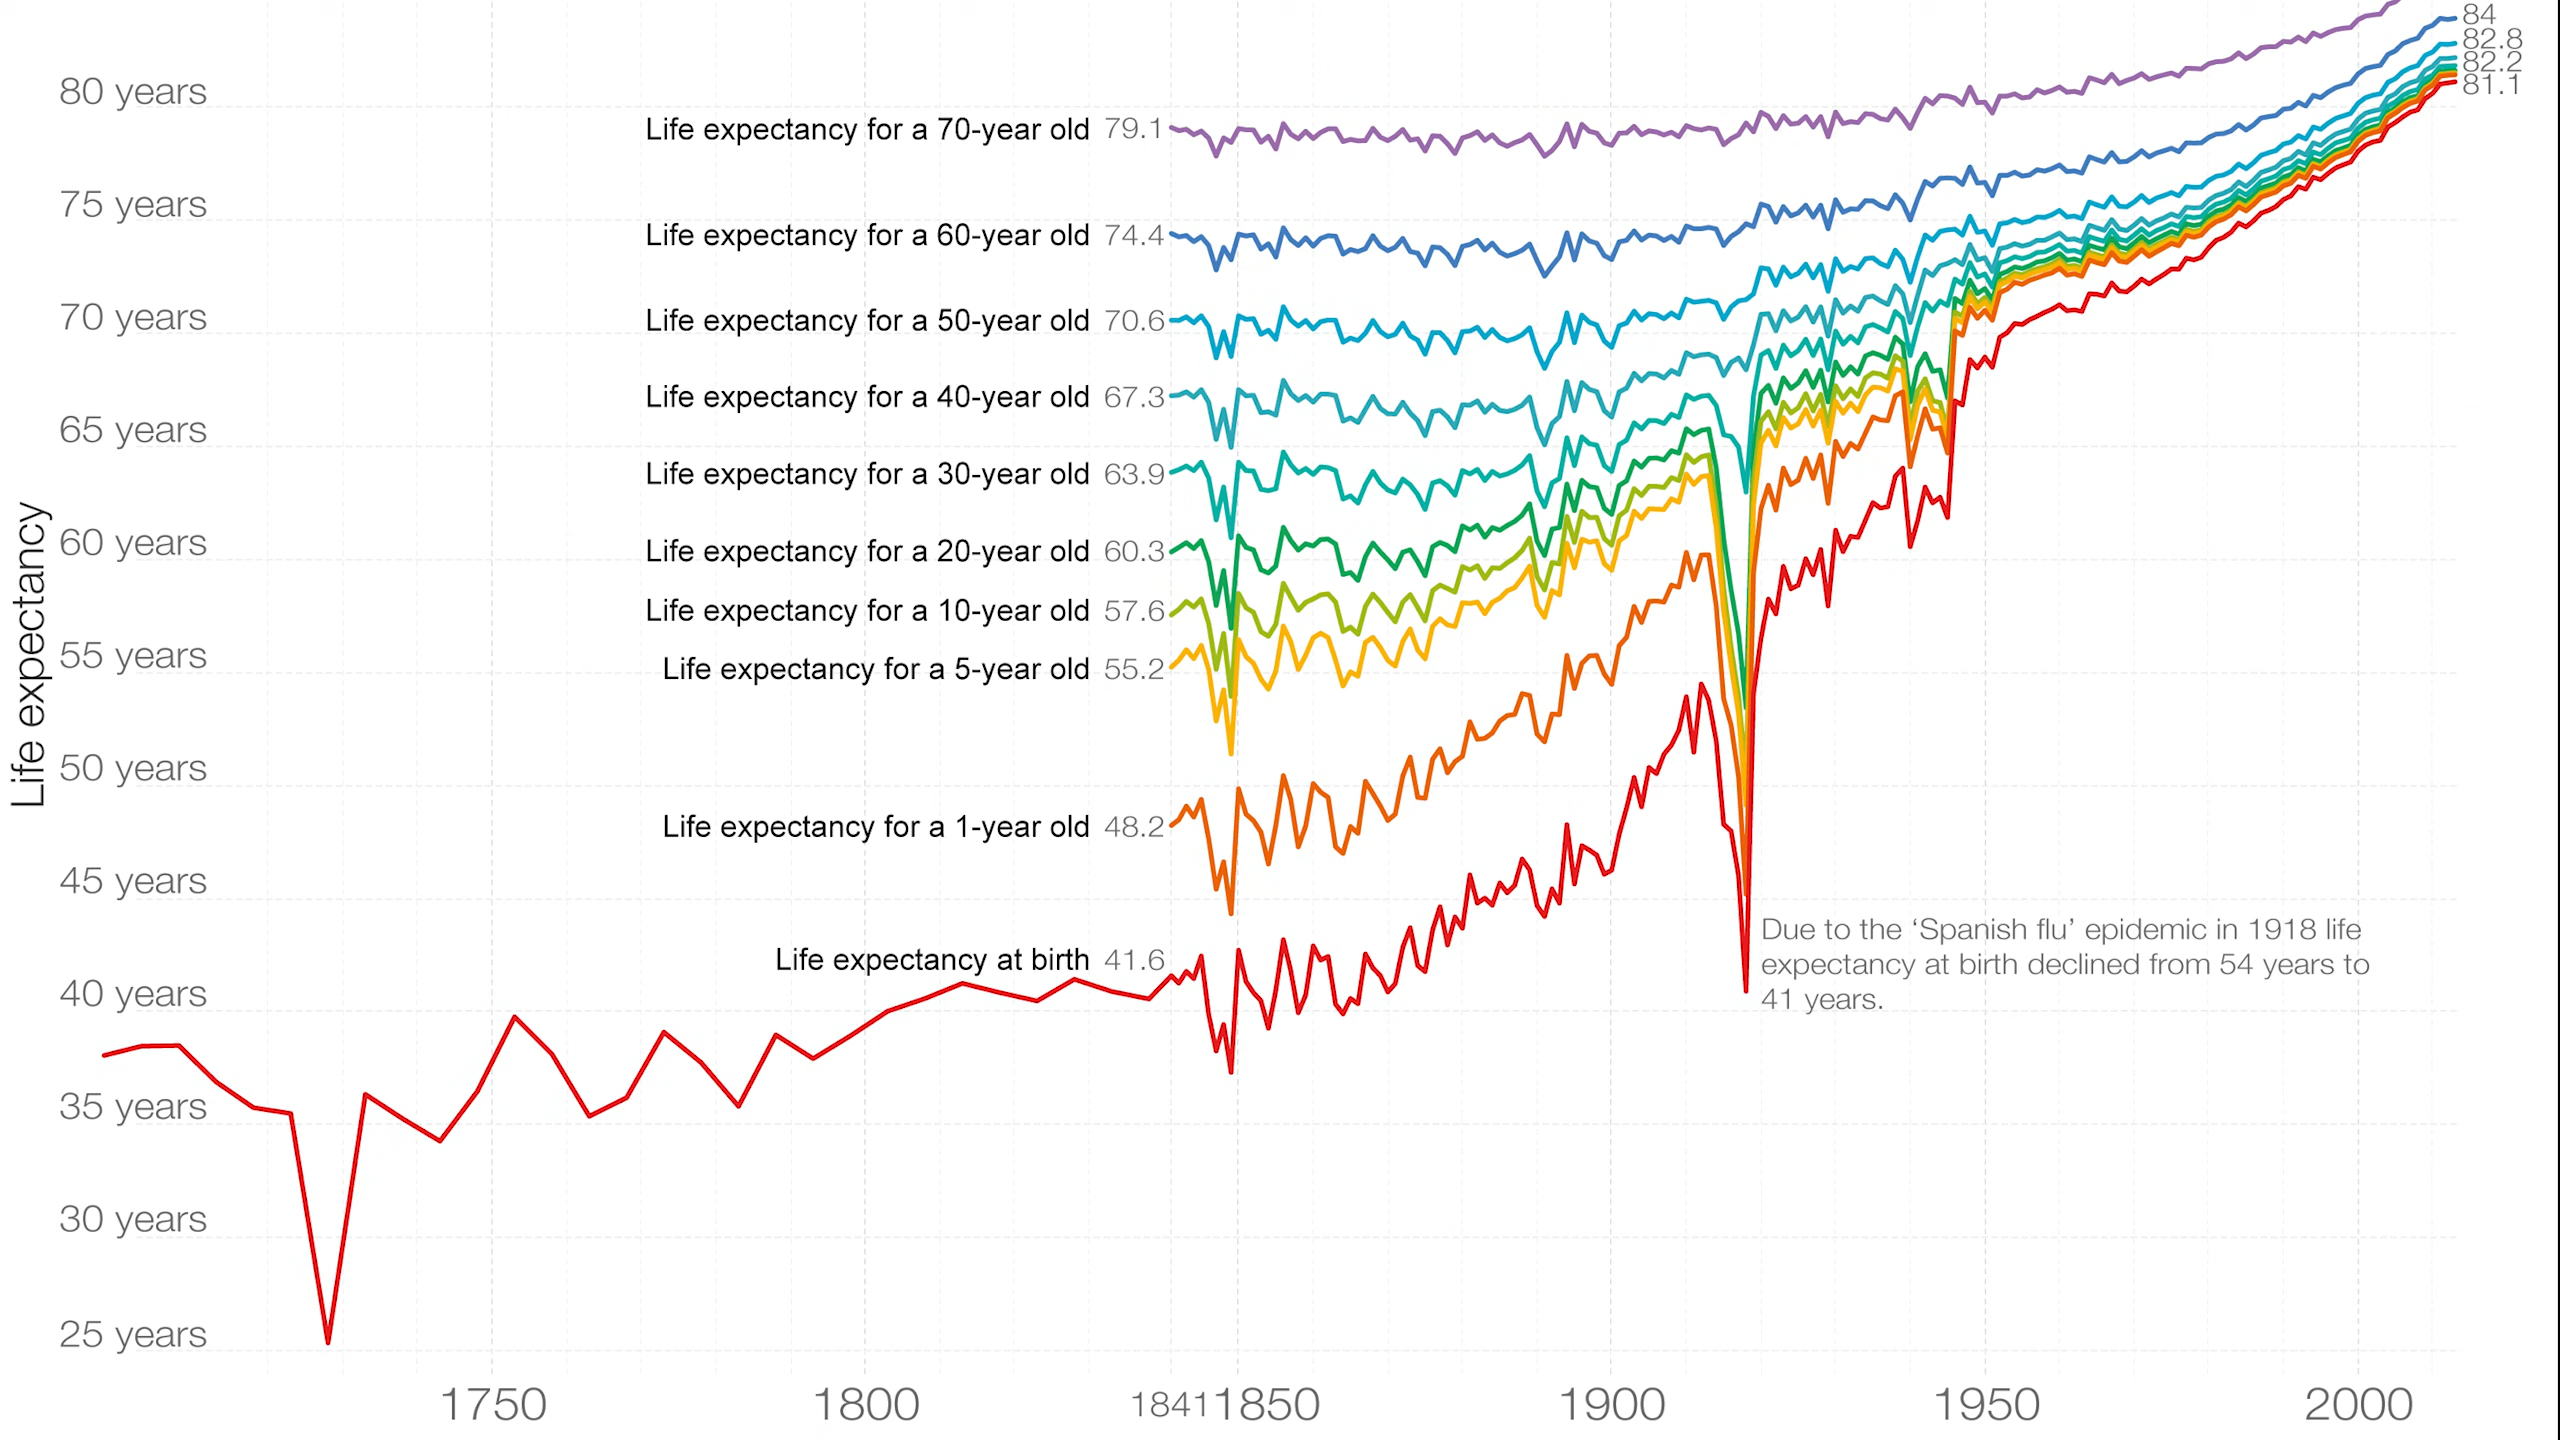 84
82.8
82.2
81.1
80 years
Life expectancy for a 70-year old 79.1
75 years
Life expectancy for a 60-year old 74.4
70 years
Life expectancy for a 50-year old 70.6
Life expectancy for a 40-year old 67.3
65 years
Life expectancy for a 30-year old 63.9
60 years
Life expectancy for a 20-year old 60.3
Life expectancy for a 10-year old 57.6
55 years
Life expectancy for a 5-year old 55.2
Life expectancy
50 years
Life expectancy for a 1-year old 48.2
45 years
Due to the ‘Spanish flu’ epidemic in 1918 life
expectancy at birth declined from 54 years to
41 years.
Life expectancy at birth 41.6
40 years
35 years
30 years
25 years
1750 1800 1841 1850 1900 1950 2000